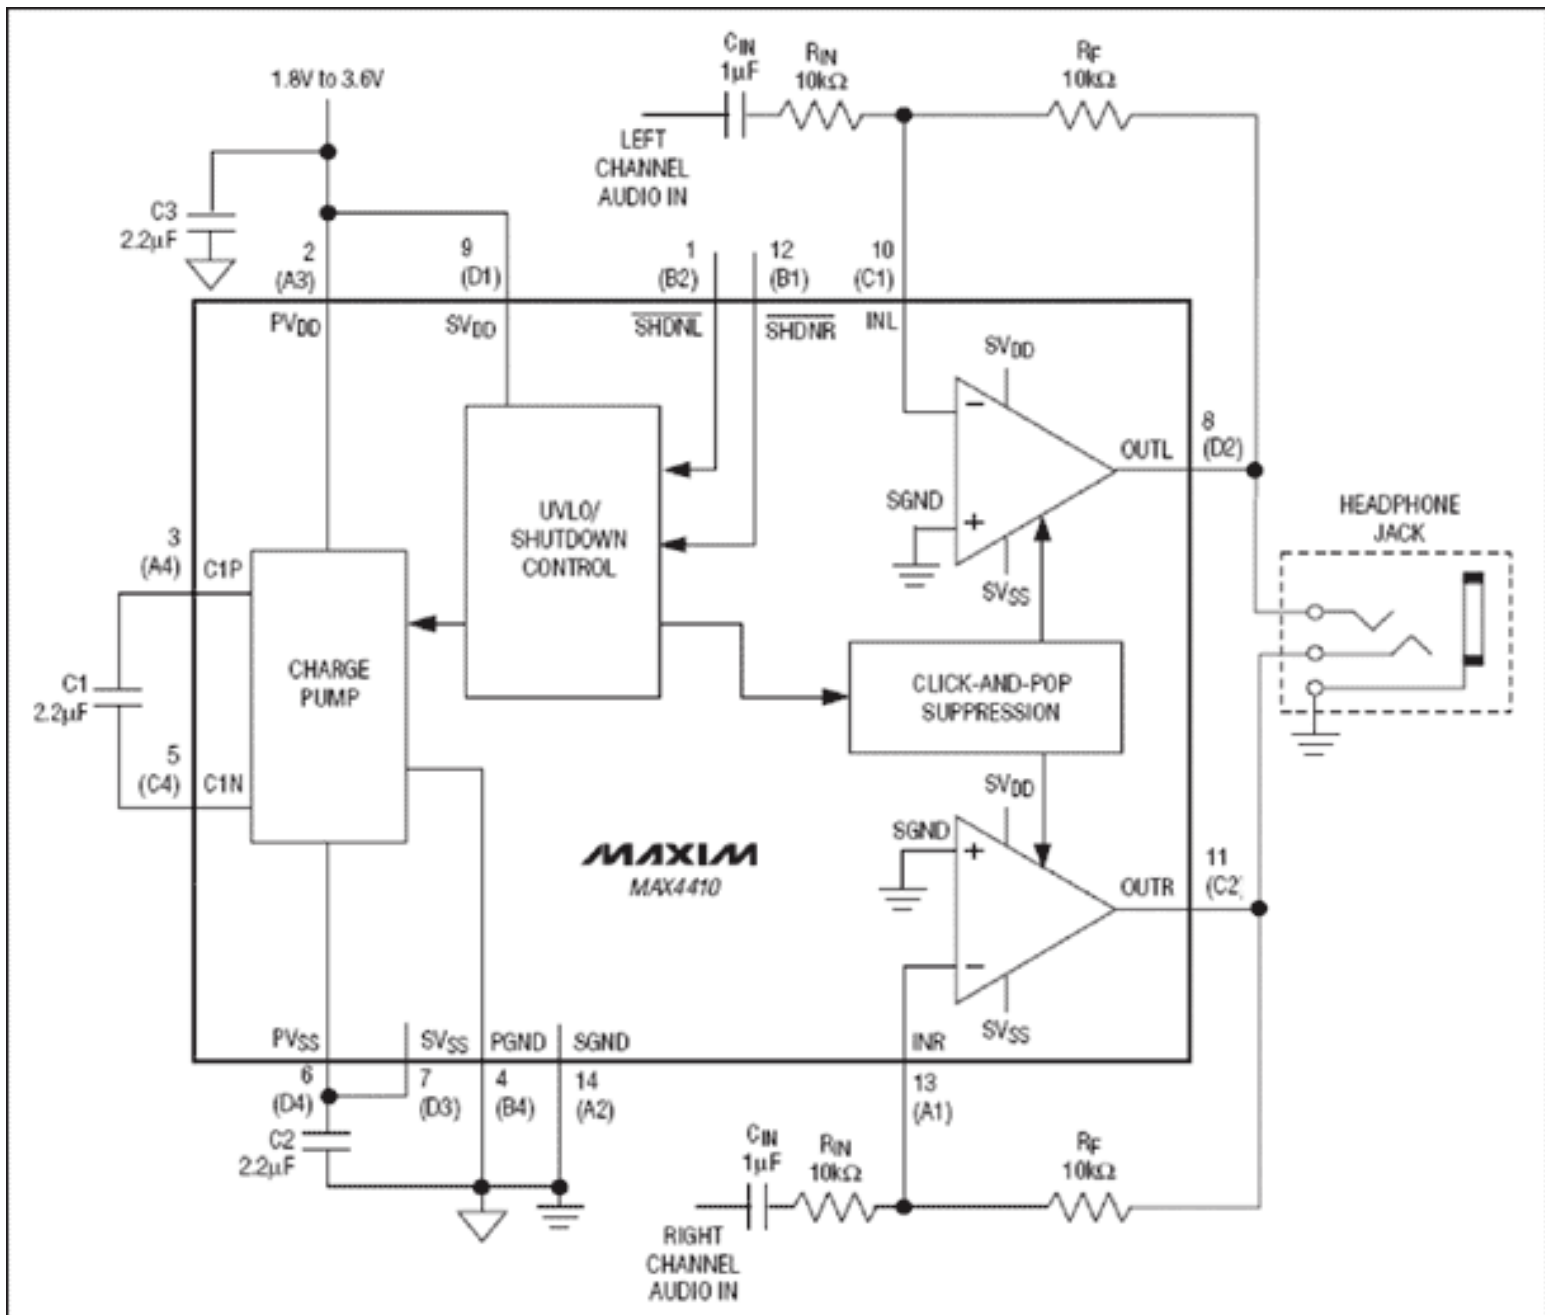 1.8V to 3.6V
C3
2.2µF
CIN
1µF
RIN
10kΩ
RF
10kΩ
LEFT
CHANNEL
AUDIO IN
2
(A3)
9
(D1)
1
(B2)
12
(B1)
10
(C1)
PVDD
SVDD
SHDNL
SHDNR
INL
SVDD
−
SGND
+
SVSS
OUTL
8
(D2)
HEADPHONE
JACK
UVLO/
SHUTDOWN
CONTROL
3
(A4)
C1P
C1
2.2µF
5
(C4)
C1N
CHARGE
PUMP
CLICK-AND-POP
SUPPRESSION
SVDD
SGND
+
−
SVSS
OUTR
11
(C2)
MAXIM
MAX4410
PVSS
SVSS
PGND
SGND
INR
6
(D4)
7
(D3)
4
(B4)
14
(A2)
13
(A1)
C2
2.2µF
CIN
1µF
RIN
10kΩ
RF
10kΩ
RIGHT
CHANNEL
AUDIO IN